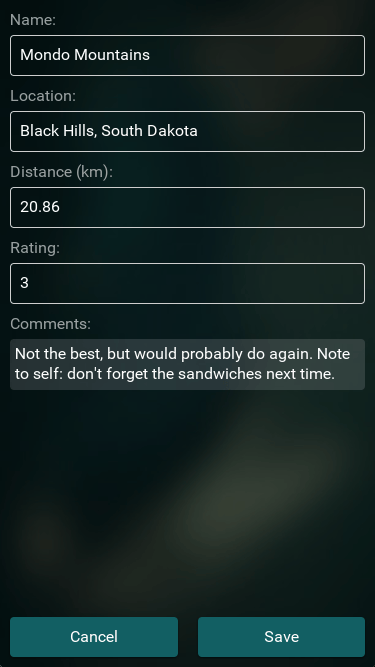 Name:
Mondo Mountains
Location:
Black Hills, South Dakota
Distance (km):
20.86
Rating:
3
Comments:
Not the best, but would probably do again. Note
to self: don't forget the sandwiches next time.
Cancel
Save